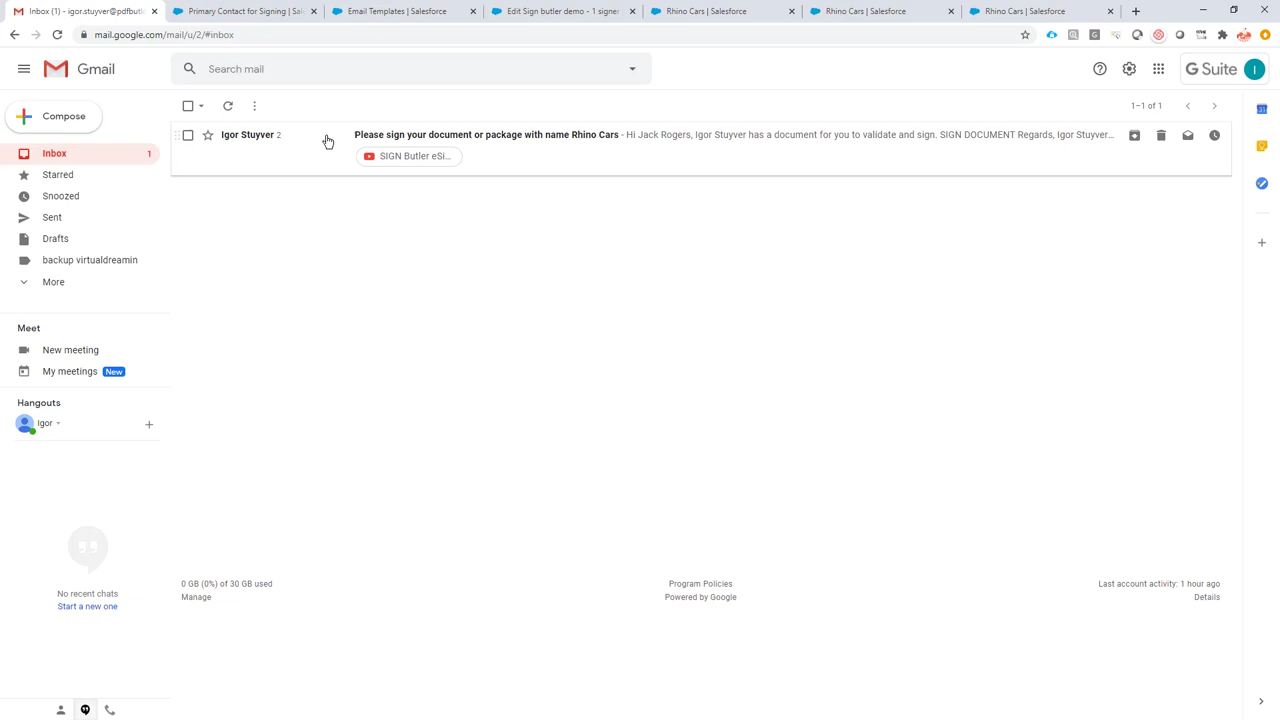 Inbox (1) - igor.stuyver@pdfbutl
Primary Contact for Signing | Sal
Email Templates | Salesforce
Edit Sign butler demo - 1 signer
Rhino Cars | Salesforce
Rhino Cars | Salesforce
Rhino Cars | Salesforce
mail.google.com/mail/u/2/#inbox
Gmail
Search mail
G Suite
I
Compose
1–1 of 1
Igor Stuyver 2
Please sign your document or package with name Rhino Cars - Hi Jack Rogers, Igor Stuyver has a document for you to validate and sign. SIGN DOCUMENT Regards, Igor Stuyver...
SIGN Butler eSi...
Inbox 1
Starred
Snoozed
Sent
Drafts
backup virtualdreamin
More
Meet
New meeting
My meetings New
Hangouts
Igor
No recent chats
Start a new one
0 GB (0%) of 30 GB used
Manage
Program Policies
Powered by Google
Last account activity: 1 hour ago
Details